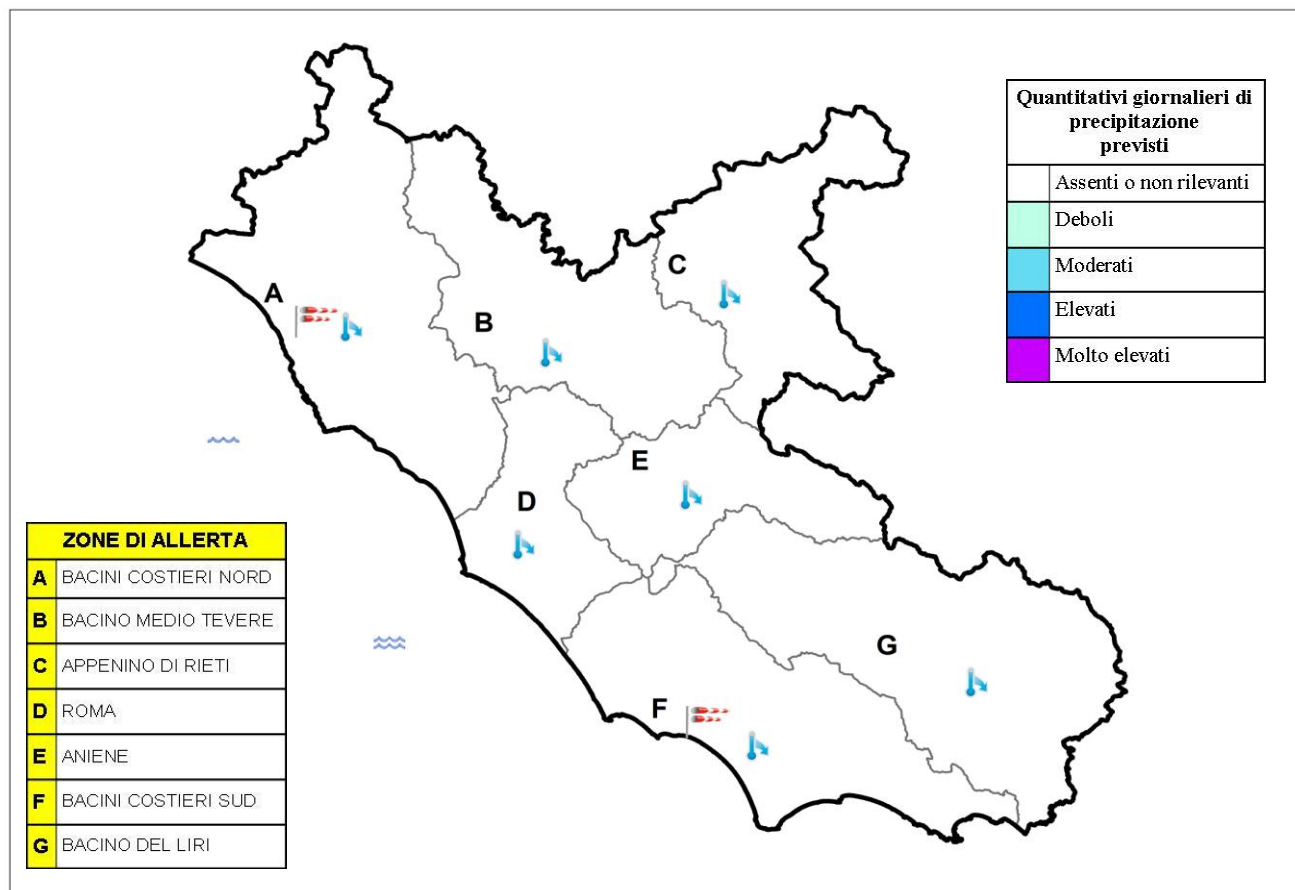 Quantitativi giornalieri di
precipitazione
previsti
Assenti o non rilevanti
Deboli
Moderati
Elevati
Molto elevati
A
B
C
D
E
F
G
ZONE DI ALLERTA
A BACINI COSTIERI NORD
B BACINO MEDIO TEVERE
C APPENINO DI RIETI
D ROMA
E ANIENE
F BACINI COSTIERI SUD
G BACINO DEL LIRI